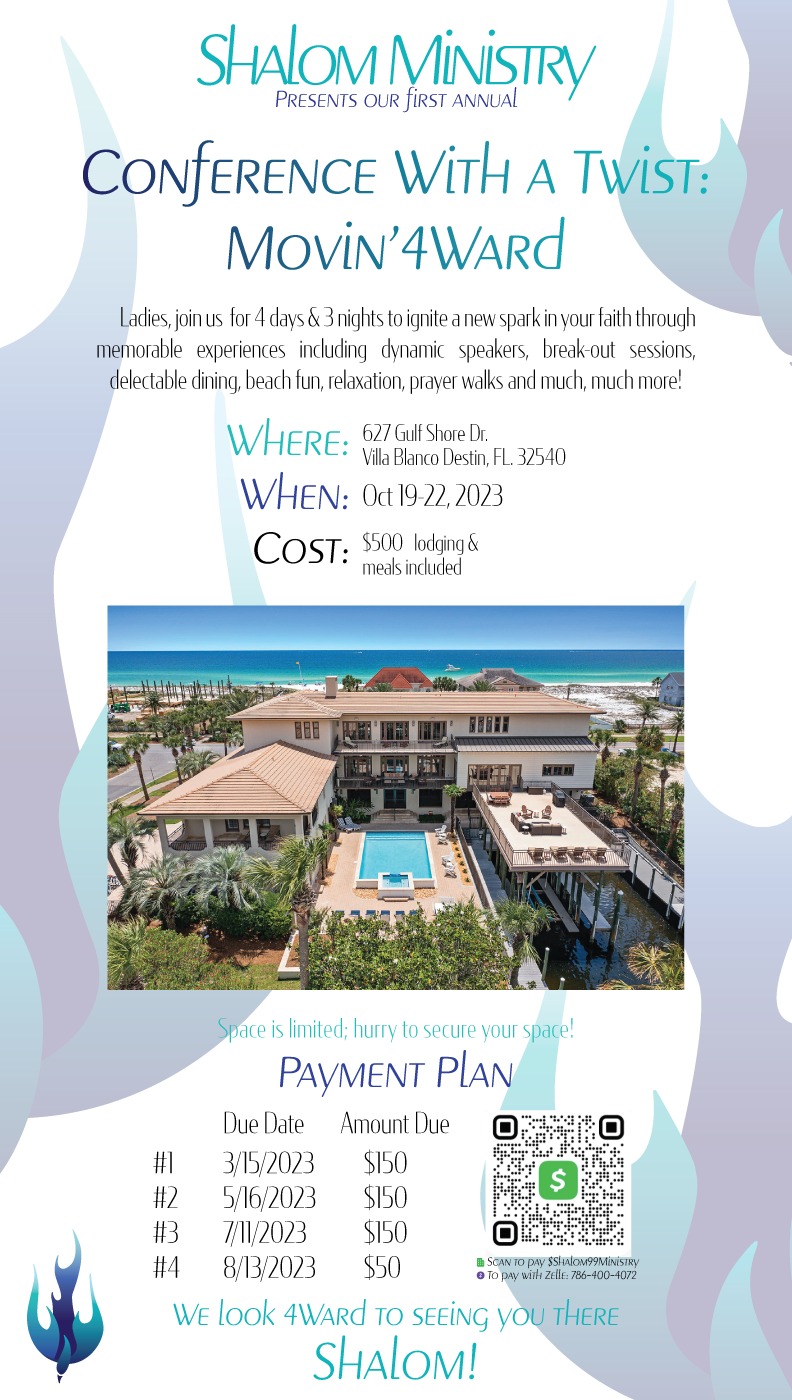 Shalom Ministry
Presents our first annual
Conference With a Twist:
Movin'4Ward
Ladies, join us for 4 days & 3 nights to ignite a new spark in your faith through
memorable experiences including dynamic speakers, break-out sessions,
delectable dining, beach fun, relaxation, prayer walks and much, much more!
Where: 627 Gulf Shore Dr.
Villa Blanco Destin, FL. 32540
When: Oct 19-22, 2023
Cost: $500 lodging &
meals included
Space is limited; hurry to secure your space!
Payment Plan
Due Date Amount Due
#1 3/15/2023 $150
#2 5/16/2023 $150
#3 7/11/2023 $150
#4 8/13/2023 $50
$
Scan to pay $Shalom99Ministry
To pay with Zelle: 786-400-4072
We look 4Ward to seeing you there
Shalom!